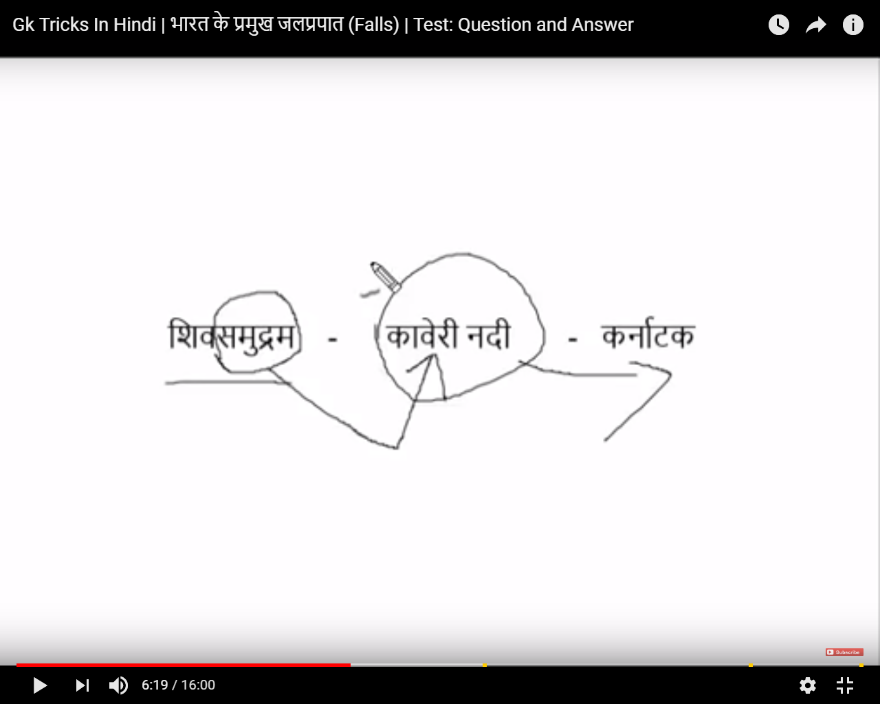 Gk Tricks In Hindi | भारत के प्रमुख जलप्रपात (Falls) | Test: Question and Answer
शिवसमुद्रम - कावेरी नदी - कर्नाटक
Subscribe
6:19 / 16:00